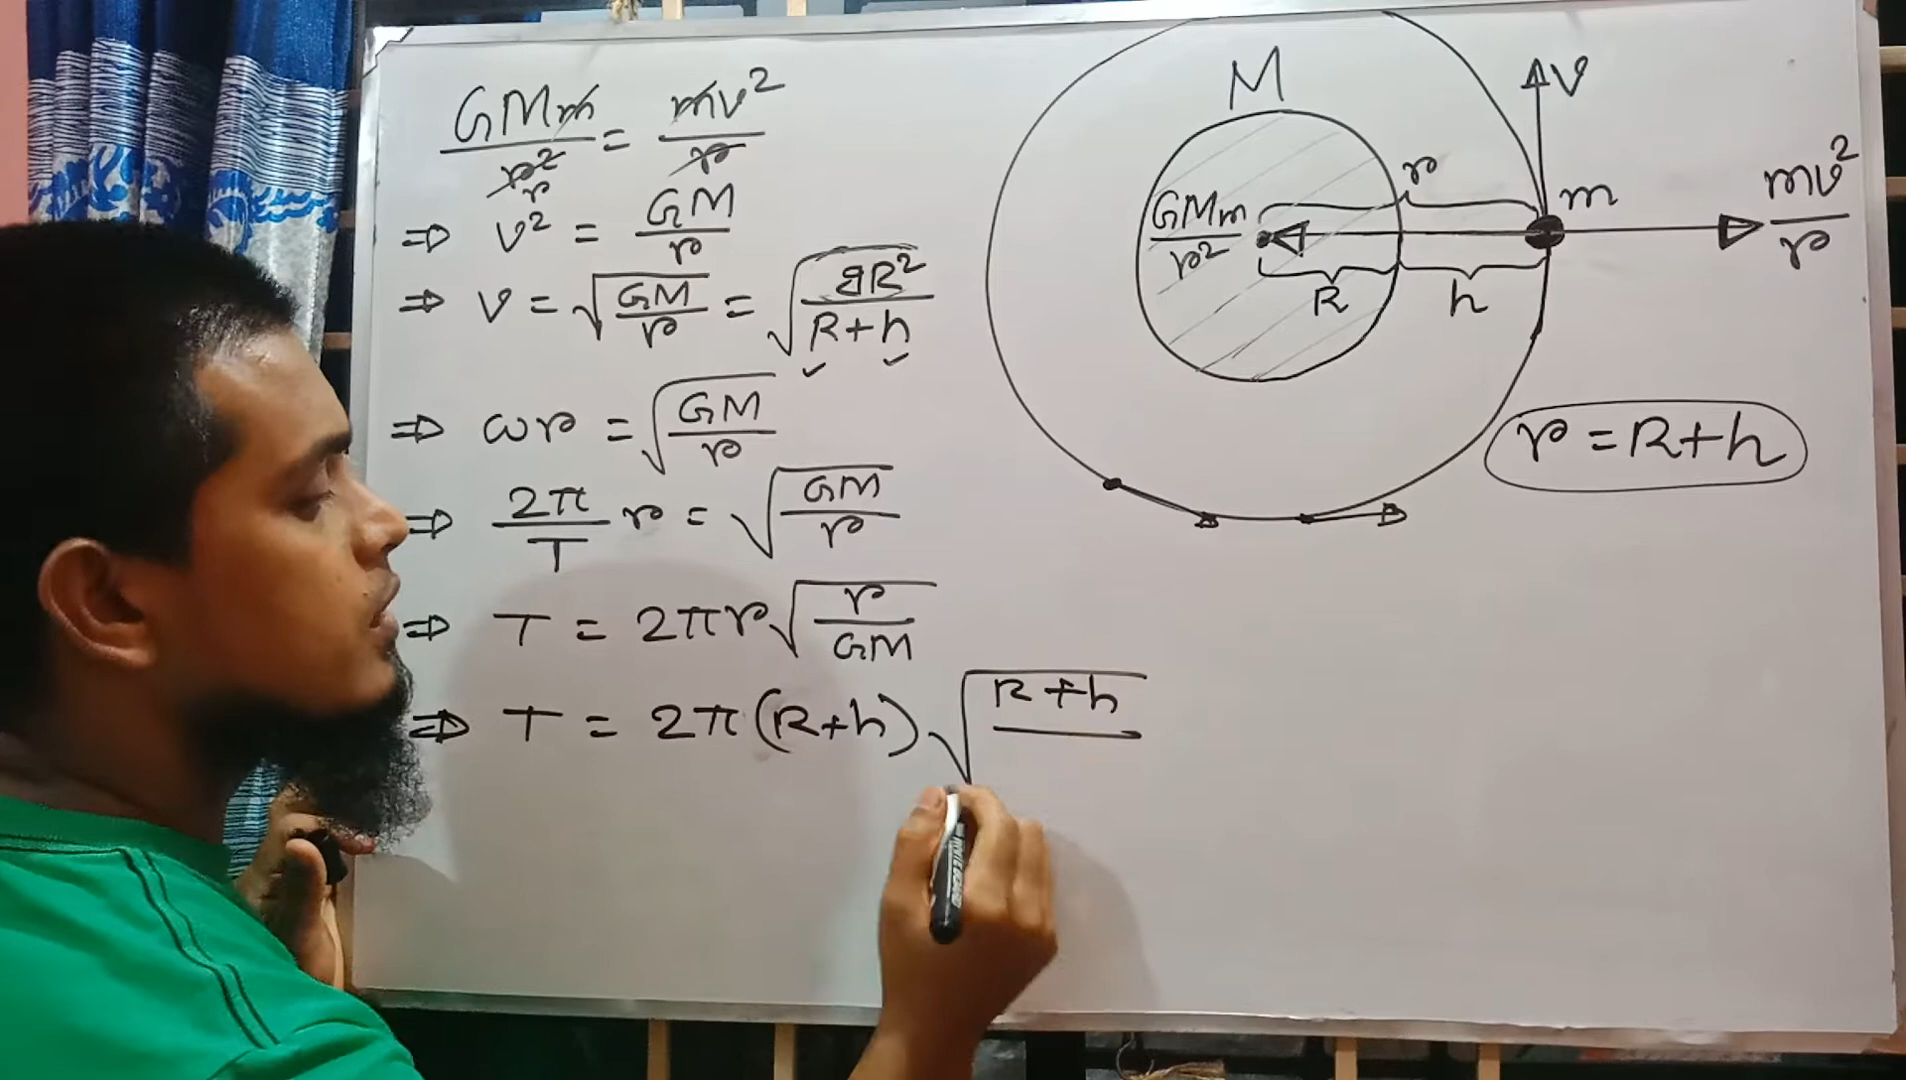 GMm/r² = mv²/r
r
⇒ v² = GM/r
⇒ v = √(GM/r) = √(gR²/(R+h))
⇒ ωr = √(GM/r)
⇒ 2π/T r = √(GM/r)
⇒ T = 2πr√(r/GM)
⇒ T = 2π(R+h)√(R+h
M
v
r
m
mv²/r
GMm/r²
R
h
r = R+h